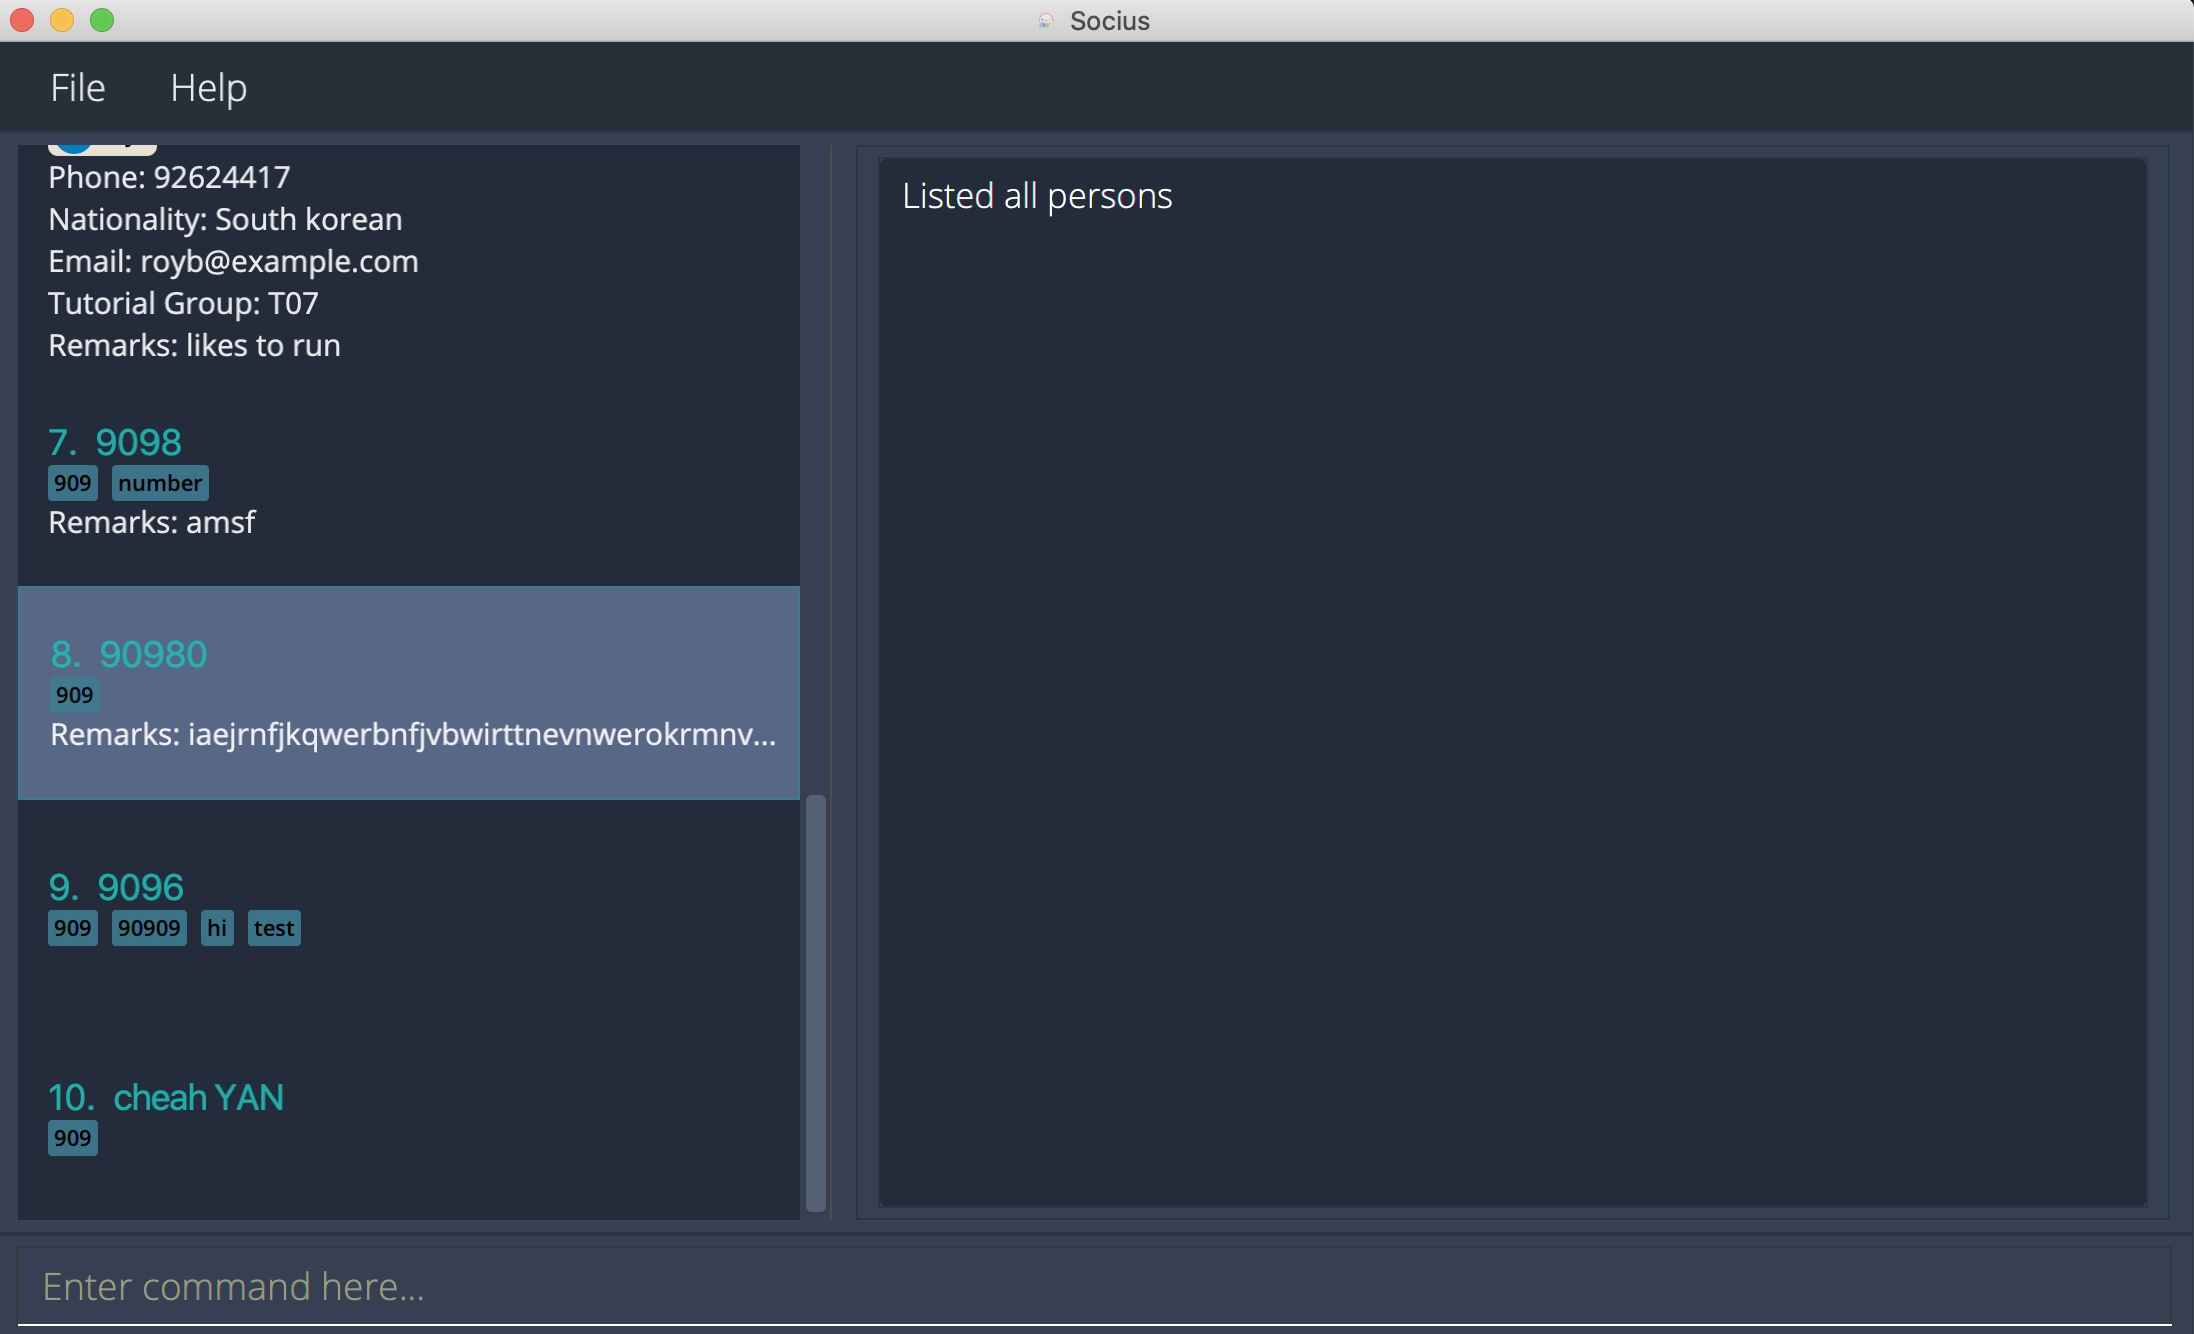 Socius
File Help
Phone: 92624417
Nationality: South korean
Email: royb@example.com
Tutorial Group: T07
Remarks: likes to run
7. 9098
909 number
Remarks: amsf
8. 90980
909
Remarks: iaejrnfjkqwerbnfjvbwirttnevnwerokrmnv...
9. 9096
909 90909 hi test
10. cheah YAN
909
Listed all persons
Enter command here...